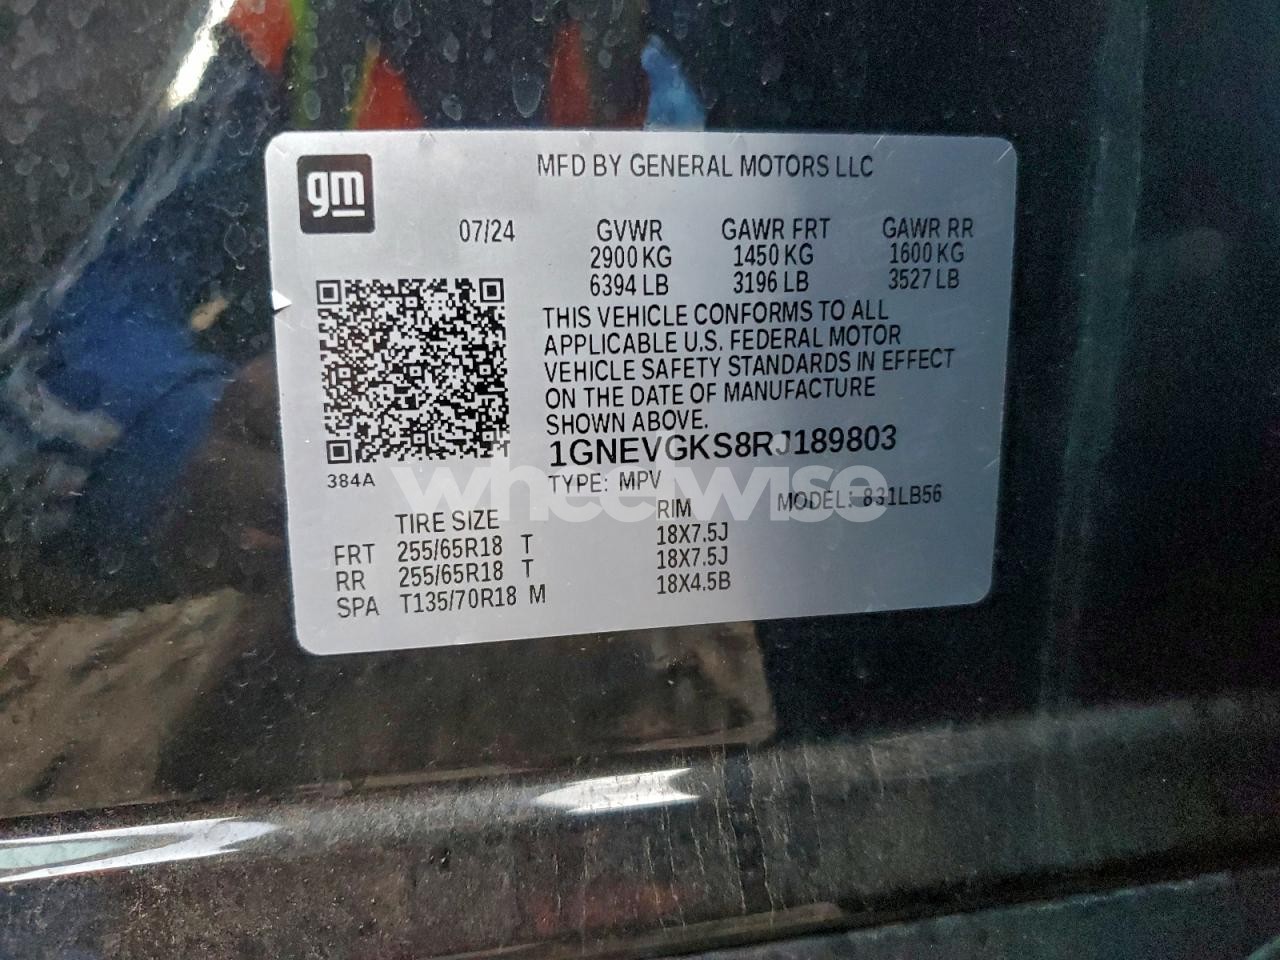 gm
MFD BY GENERAL MOTORS LLC
07/24 GVWR GAWR FRT GAWR RR
2900 KG 1450 KG 1600 KG
6394 LB 3196 LB 3527 LB
THIS VEHICLE CONFORMS TO ALL
APPLICABLE U.S. FEDERAL MOTOR
VEHICLE SAFETY STANDARDS IN EFFECT
ON THE DATE OF MANUFACTURE
SHOWN ABOVE.
1GNEVGKS8RJ189803
384A
TYPE: MPV MODEL: 831LB56
wheelwise
TIRE SIZE RIM
FRT 255/65R18 T 18X7.5J
RR 255/65R18 T 18X7.5J
SPA T135/70R18 M 18X4.5B